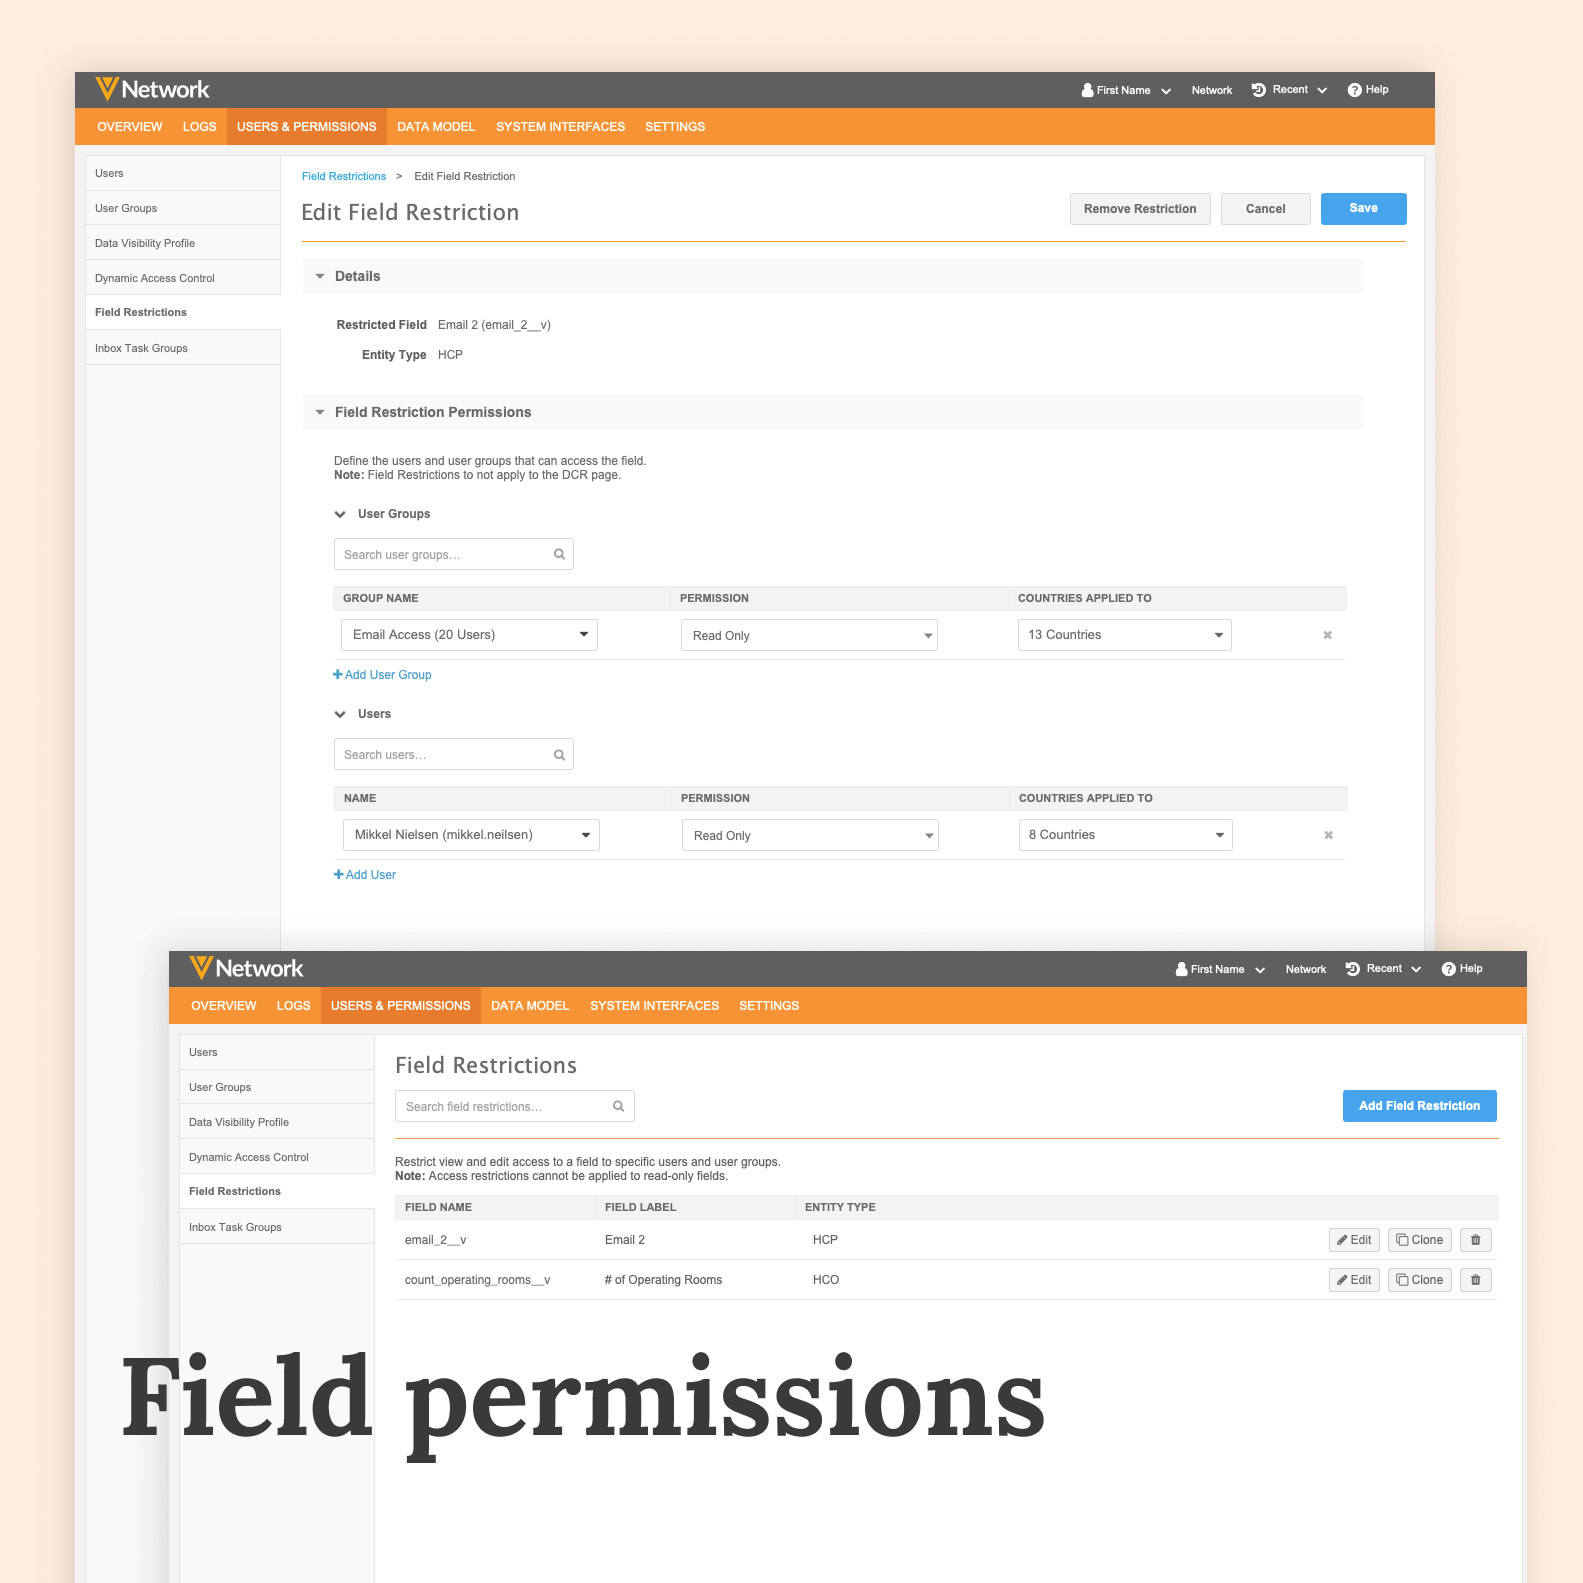 Network
First Name Network Recent Help
OVERVIEW LOGS USERS & PERMISSIONS DATA MODEL SYSTEM INTERFACES SETTINGS
Users
User Groups
Data Visibility Profile
Dynamic Access Control
Field Restrictions
Inbox Task Groups
Field Restrictions > Edit Field Restriction
Edit Field Restriction
Remove Restriction Cancel Save
Details
Restricted Field Email 2 (email_2__v)
Entity Type HCP
Field Restriction Permissions
Define the users and user groups that can access the field.
Note: Field Restrictions to not apply to the DCR page.
User Groups
Search user groups...
GROUP NAME PERMISSION COUNTRIES APPLIED TO
Email Access (20 Users) Read Only 13 Countries
Add User Group
Users
Search users...
NAME PERMISSION COUNTRIES APPLIED TO
Mikkel Nielsen (mikkel.neilsen) Read Only 8 Countries
Add User
Network
First Name Network Recent Help
OVERVIEW LOGS USERS & PERMISSIONS DATA MODEL SYSTEM INTERFACES SETTINGS
Users
User Groups
Data Visibility Profile
Dynamic Access Control
Field Restrictions
Inbox Task Groups
Field Restrictions
Search field restrictions...
Add Field Restriction
Restrict view and edit access to a field to specific users and user groups.
Note: Access restrictions cannot be applied to read-only fields.
FIELD NAME FIELD LABEL ENTITY TYPE
email_2__v Email 2 HCP Edit Clone
count_operating_rooms__v # of Operating Rooms HCO Edit Clone
Field permissions